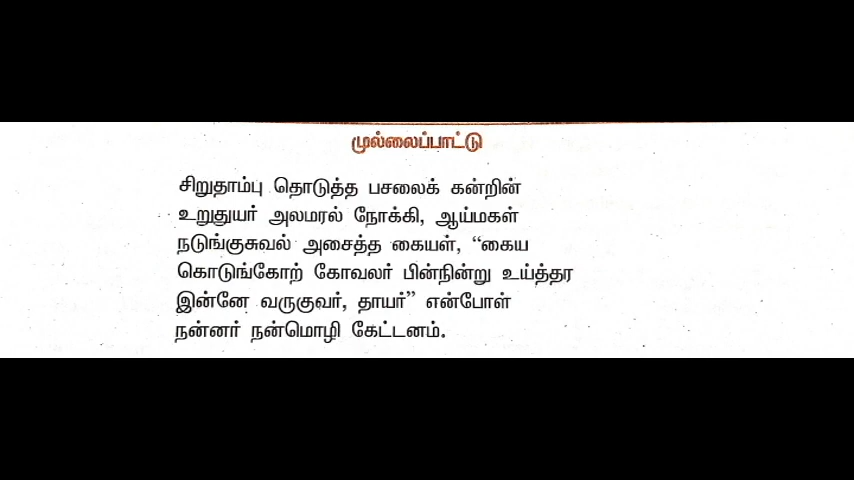 முல்லைப்பாட்டு
சிறுதாம்பு தொடுத்த பசலைக் கன்றின்
உறுதுயர் அலமரல் நோக்கி, ஆய்மகள்
நடுங்குசுவல் அசைத்த கையள், “கைய
கொடுங்கோற் கோவலர் பின்நின்று உய்த்தர
இன்னே வருகுவர், தாயர்” என்போள்
நன்னர் நன்மொழி கேட்டனம்.